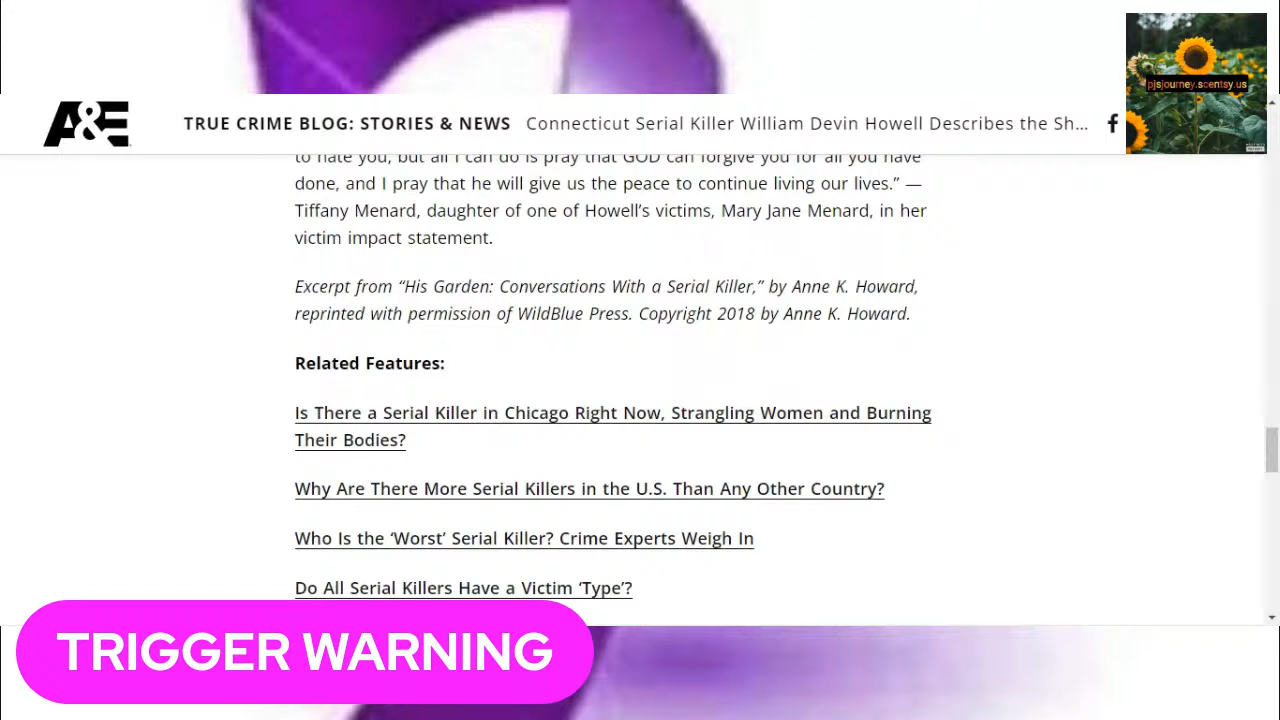 A&E
TRUE CRIME BLOG: STORIES & NEWS Connecticut Serial Killer William Devin Howell Describes the Sh...
pjsjourney.scentsy.us
to hate you, but all I can do is pray that GOD can forgive you for all you have
done, and I pray that he will give us the peace to continue living our lives.” —
Tiffany Menard, daughter of one of Howell’s victims, Mary Jane Menard, in her
victim impact statement.
Excerpt from “His Garden: Conversations With a Serial Killer,” by Anne K. Howard,
reprinted with permission of WildBlue Press. Copyright 2018 by Anne K. Howard.
Related Features:
Is There a Serial Killer in Chicago Right Now, Strangling Women and Burning
Their Bodies?
Why Are There More Serial Killers in the U.S. Than Any Other Country?
Who Is the ‘Worst’ Serial Killer? Crime Experts Weigh In
Do All Serial Killers Have a Victim ‘Type’?
TRIGGER WARNING